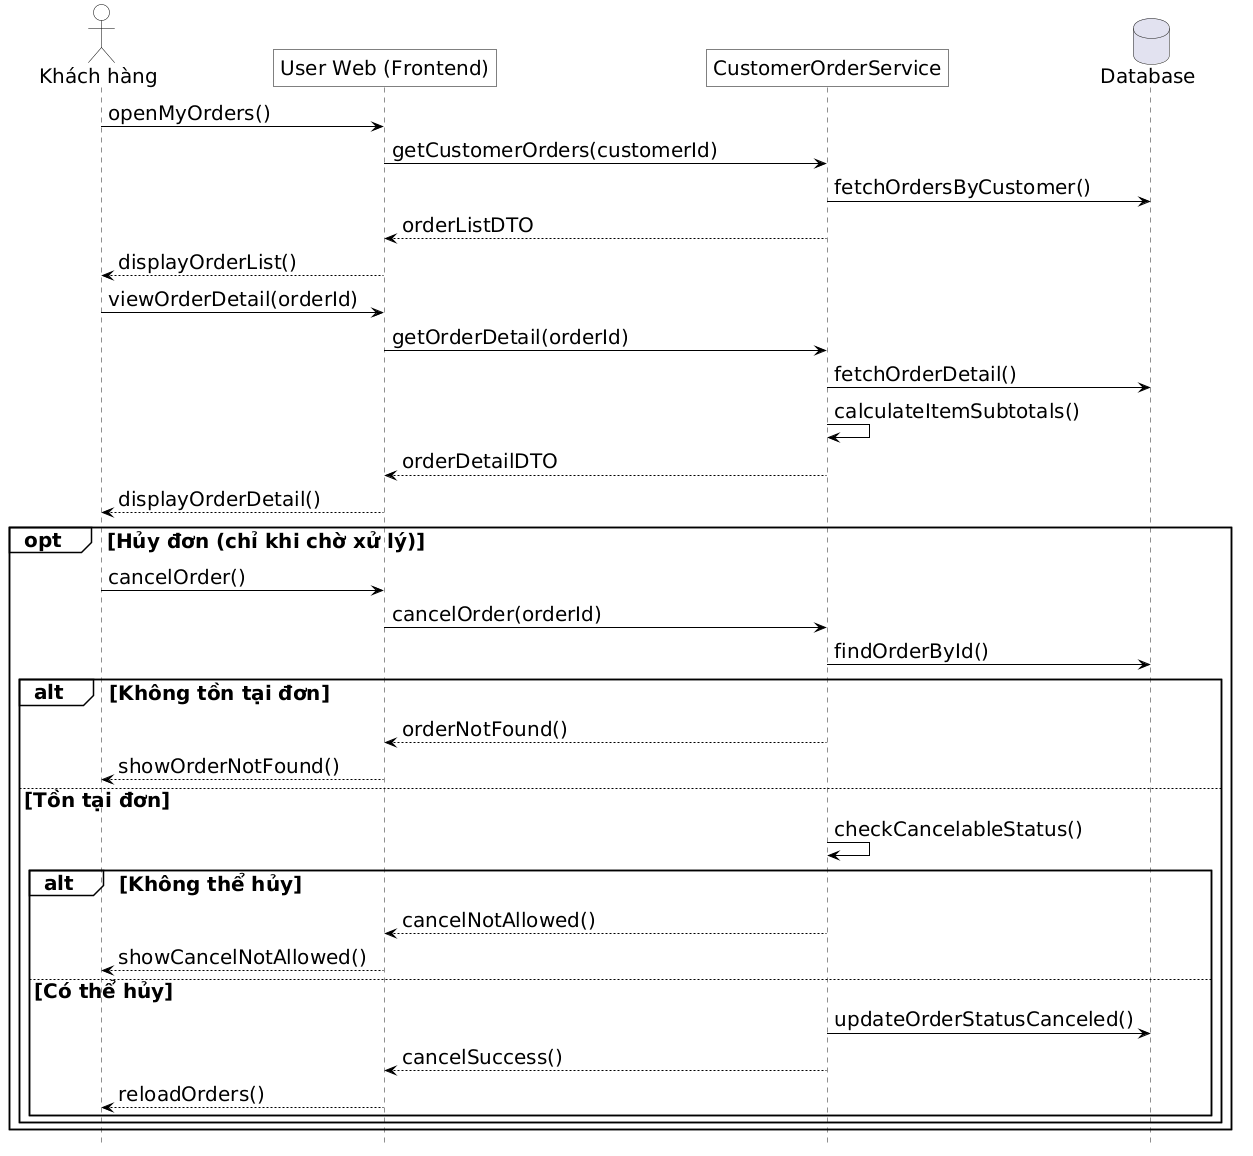 Khách hàng
User Web (Frontend)
CustomerOrderService
Database
openMyOrders()
getCustomerOrders(customerId)
fetchOrdersByCustomer()
orderListDTO
displayOrderList()
viewOrderDetail(orderId)
getOrderDetail(orderId)
fetchOrderDetail()
calculateItemSubtotals()
orderDetailDTO
displayOrderDetail()
opt [Hủy đơn (chỉ khi chờ xử lý)]
cancelOrder()
cancelOrder(orderId)
findOrderById()
alt [Không tồn tại đơn]
orderNotFound()
showOrderNotFound()
[Tồn tại đơn]
checkCancelableStatus()
alt [Không thể hủy]
cancelNotAllowed()
showCancelNotAllowed()
[Có thể hủy]
updateOrderStatusCanceled()
cancelSuccess()
reloadOrders()